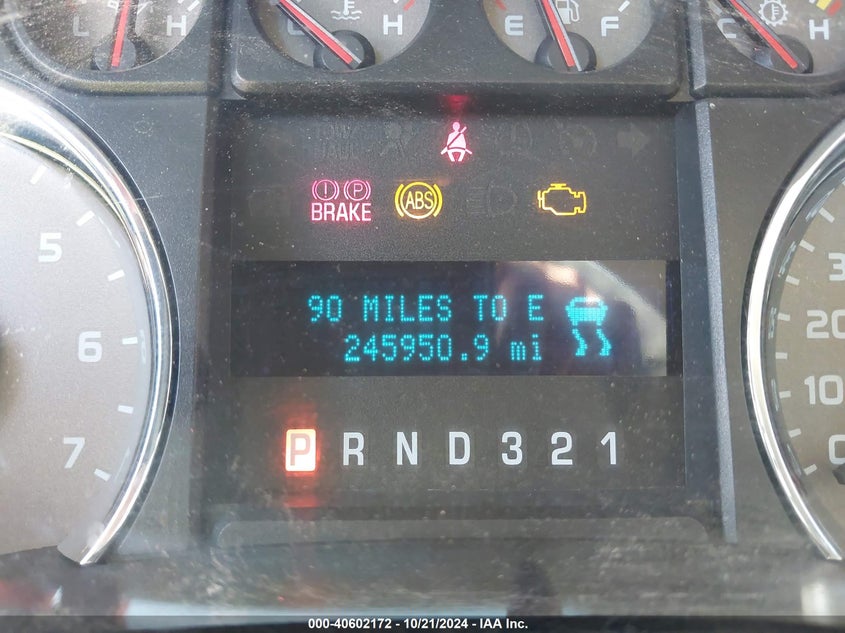 L H
L H
E F
C H
BRAKE
ABS
5
6
7
90 MILES TO E
245950.9 mi
P R N D 3 2 1
3
20
10
0
000-40602172 - 10/21/2024 - IAA Inc.